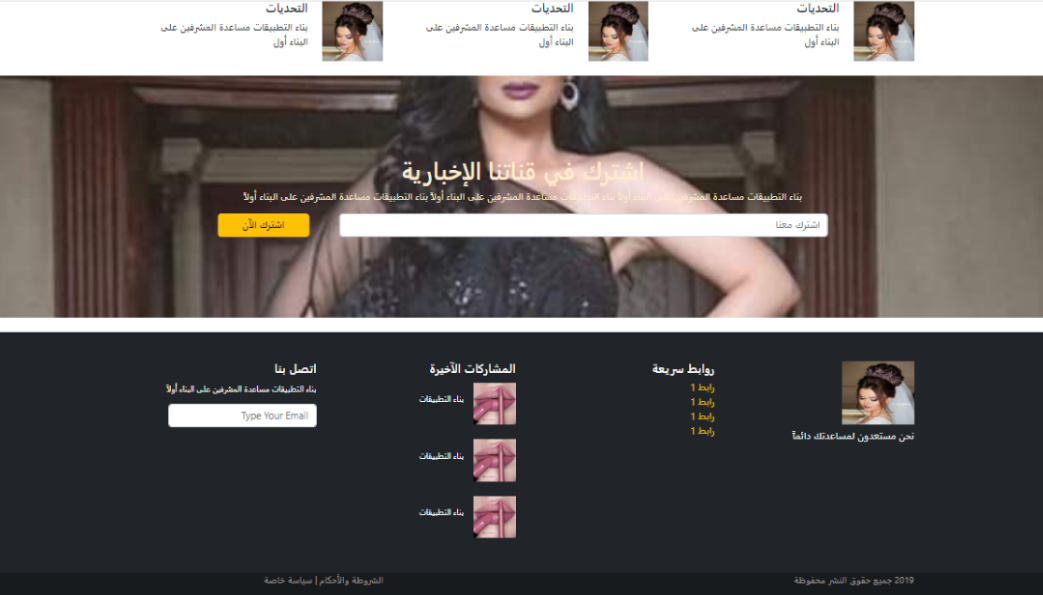 التحديات
بناء التطبيقات مساعدة المشرفين على
البناء أول
التحديات
بناء التطبيقات مساعدة المشرفين على
البناء أول
التحديات
بناء التطبيقات مساعدة المشرفين على
البناء أول
اشترك في قناتنا الإخبارية
بناء التطبيقات مساعدة المشرفين على البناء أولاً بناء التطبيقات مساعدة المشرفين على البناء أولاً بناء التطبيقات مساعدة المشرفين على البناء أولاً
اشترك معنا
اشترك الآن
نحن مستعدون لمساعدتك دائماً
روابط سريعة
رابط 1
رابط 1
رابط 1
رابط 1
المشاركات الآخيرة
بناء التطبيقات
بناء التطبيقات
بناء التطبيقات
اتصل بنا
بناء التطبيقات مساعدة المشرفين على البناء أولاً
Type Your Email
2019 جميع حقوق النشر محفوظة
الشروطة والأحكام | سياسة خاصة